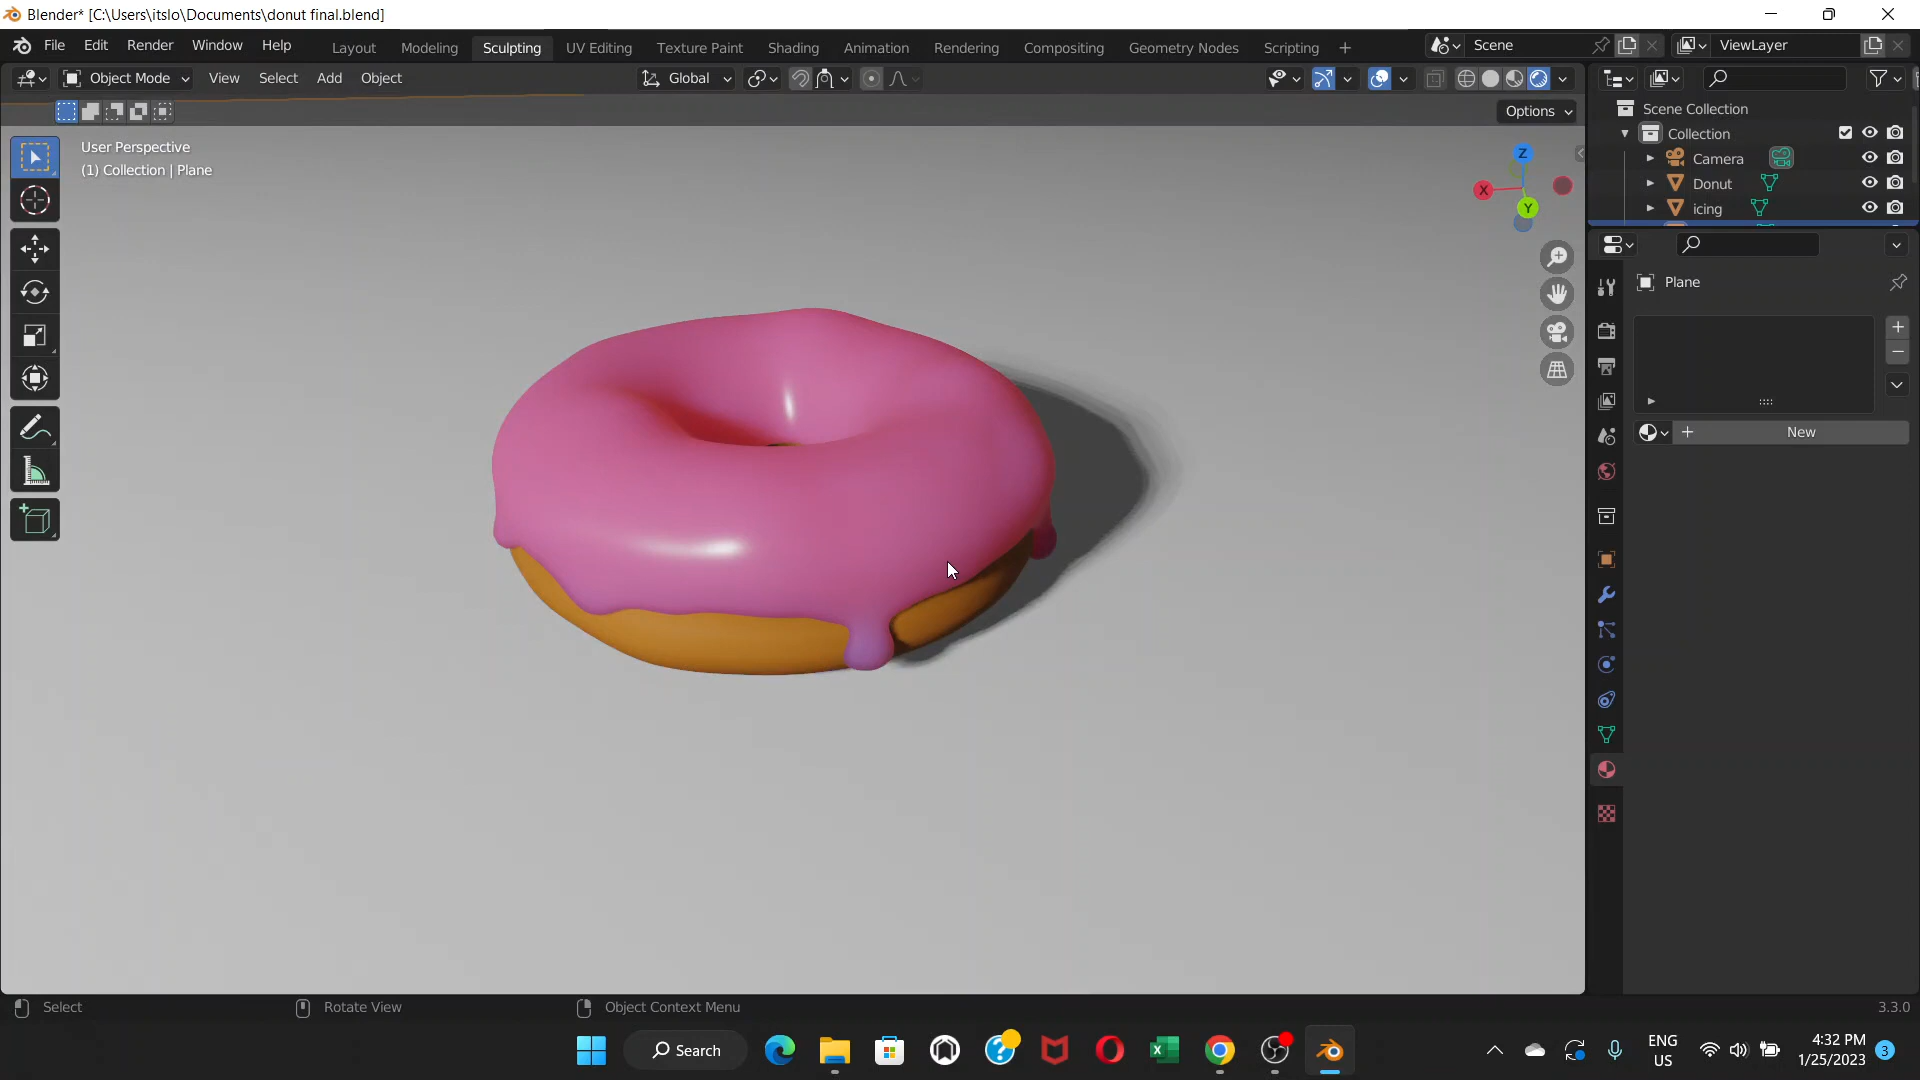 Blender* [C:\Users\itslo\Documents\donut final.blend]
File Edit Render Window Help Layout Modeling Sculpting UV Editing Texture Paint Shading Animation Rendering Compositing Geometry Nodes Scripting + Scene ViewLayer
Object Mode View Select Add Object Global
Options
User Perspective
(1) Collection | Plane
Z
X
Y
Scene Collection
Collection
Camera
Donut
icing
Plane
New
Select Rotate View Object Context Menu 3.3.0
Search
ENG
US
4:32 PM
1/25/2023
3